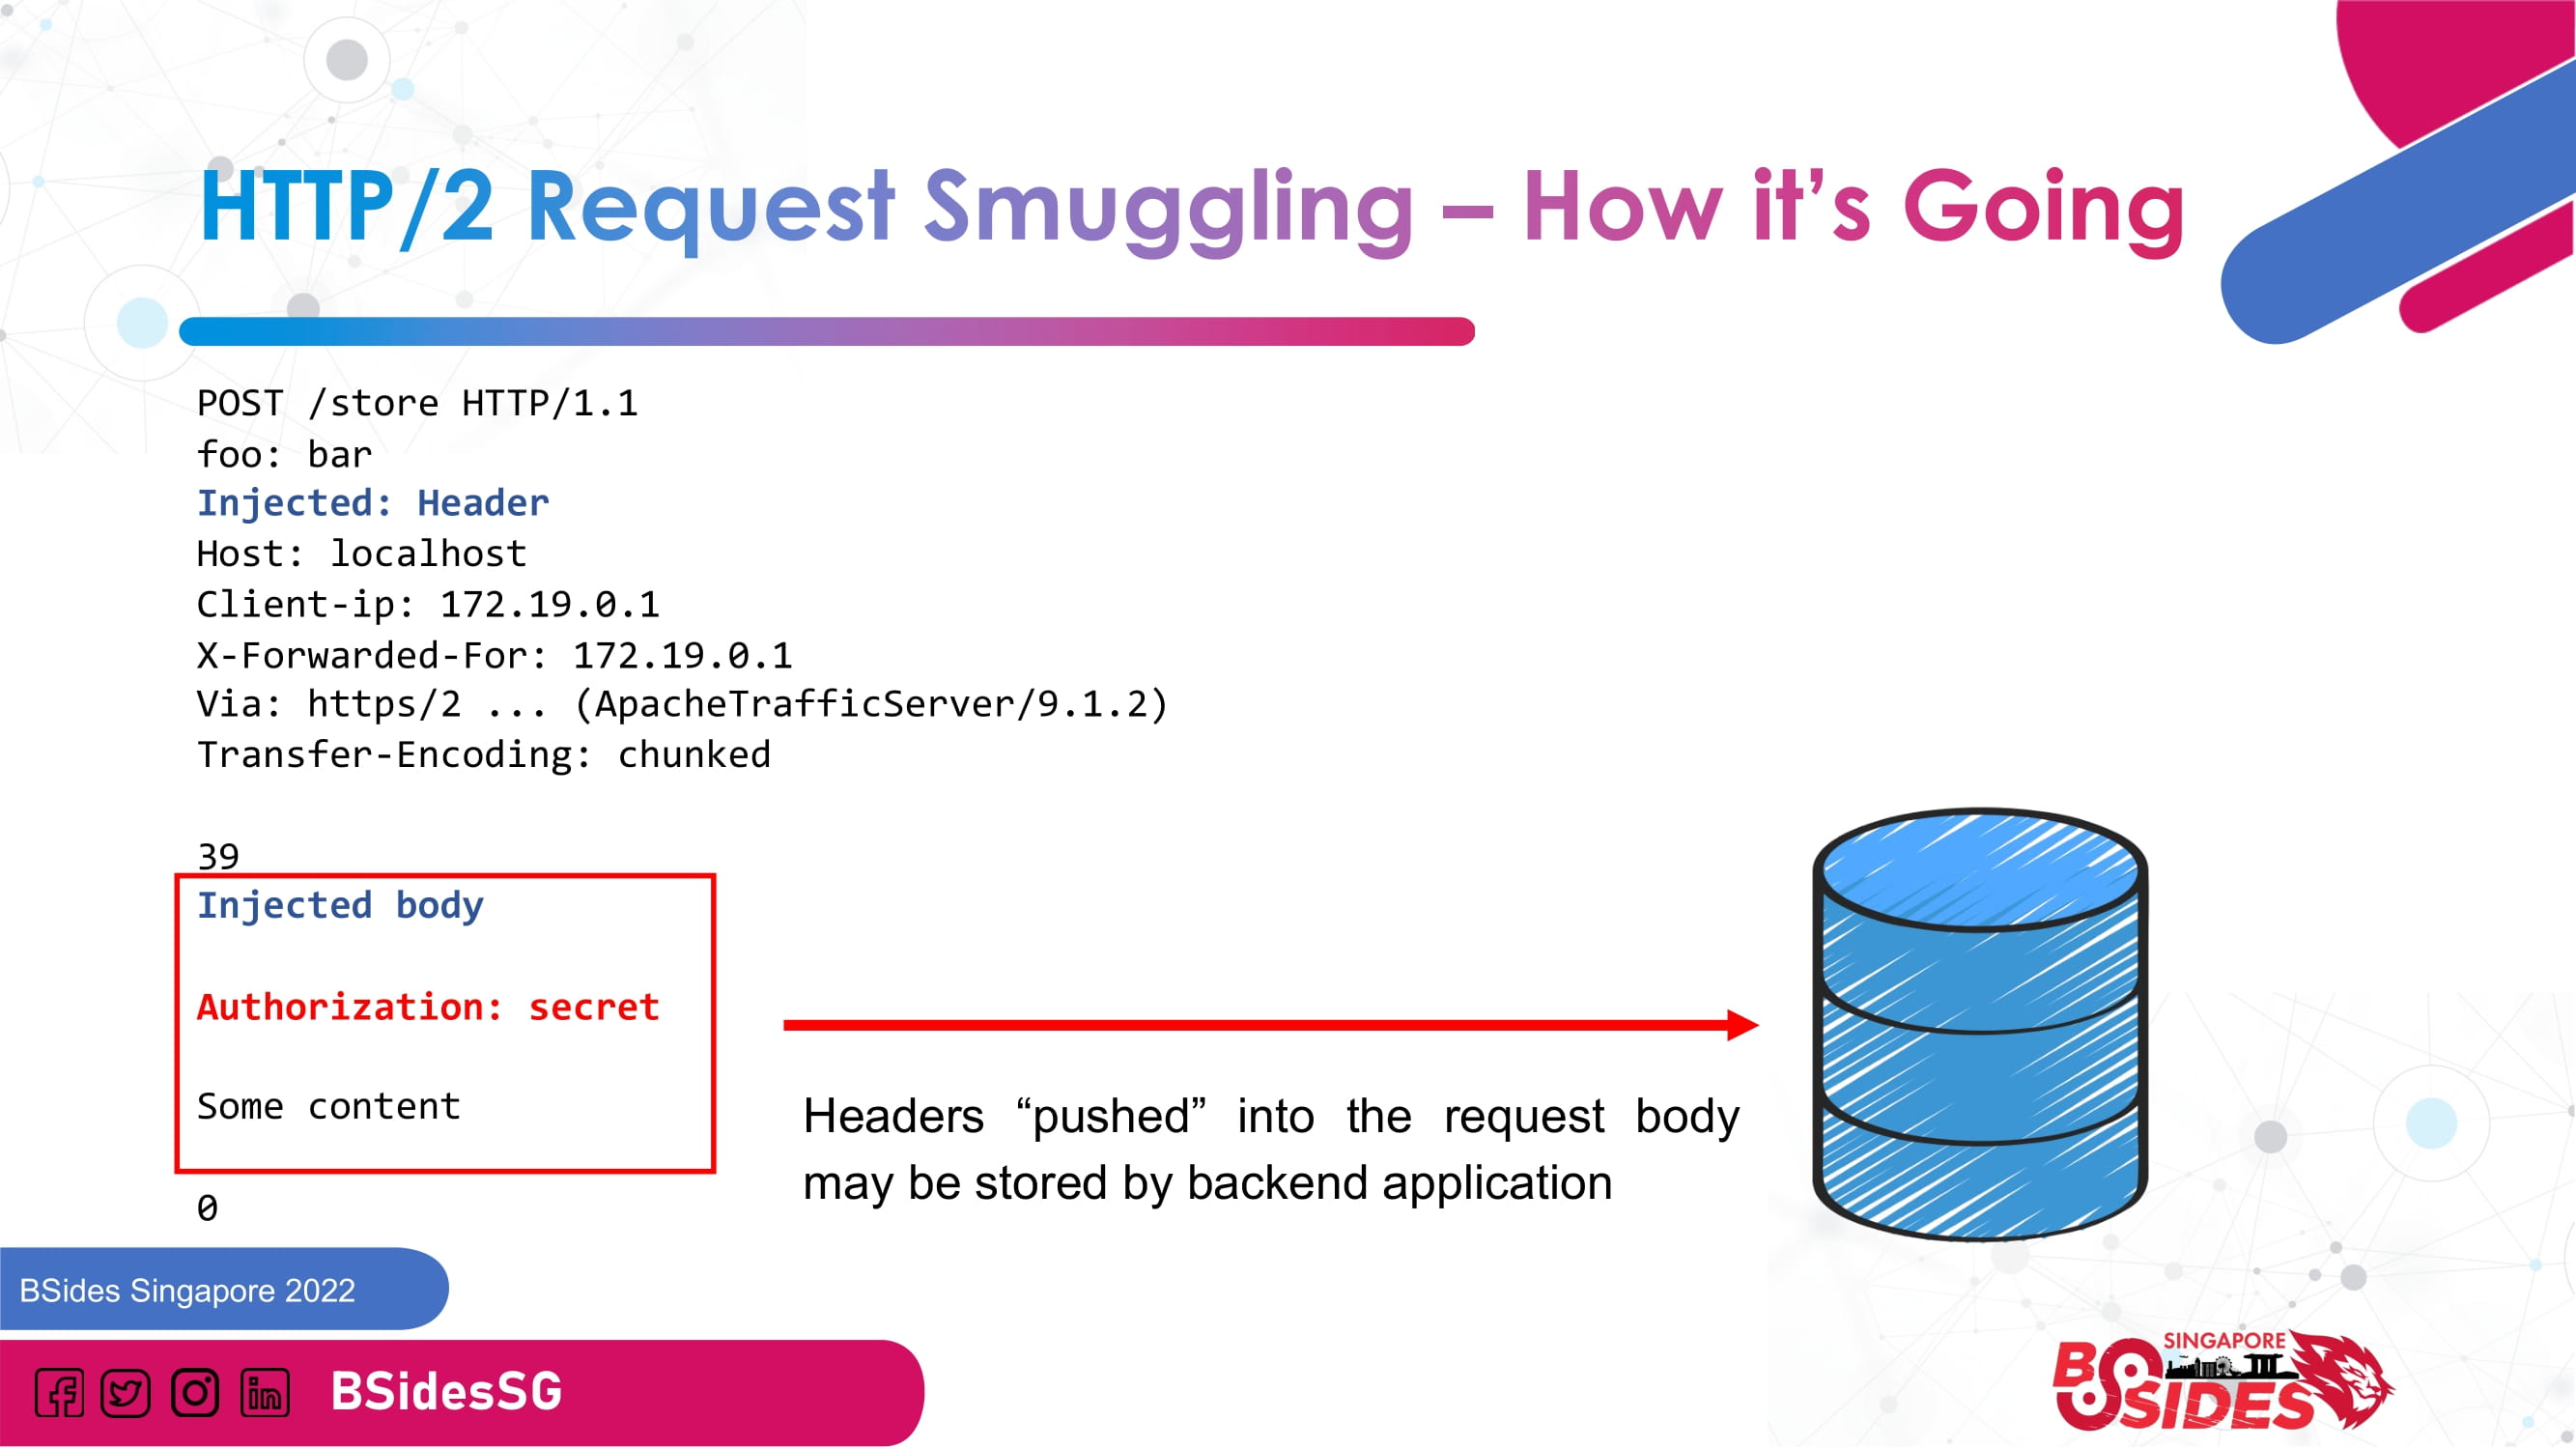 HTTP/2 Request Smuggling – How it’s Going
POST /store HTTP/1.1
foo: bar
Injected: Header
Host: localhost
Client-ip: 172.19.0.1
X-Forwarded-For: 172.19.0.1
Via: https/2 ... (ApacheTrafficServer/9.1.2)
Transfer-Encoding: chunked
39
Injected body
Authorization: secret
Some content
0
Headers “pushed” into the request body
may be stored by backend application
BSides Singapore 2022
BSidesSG
SINGAPORE
BSIDES